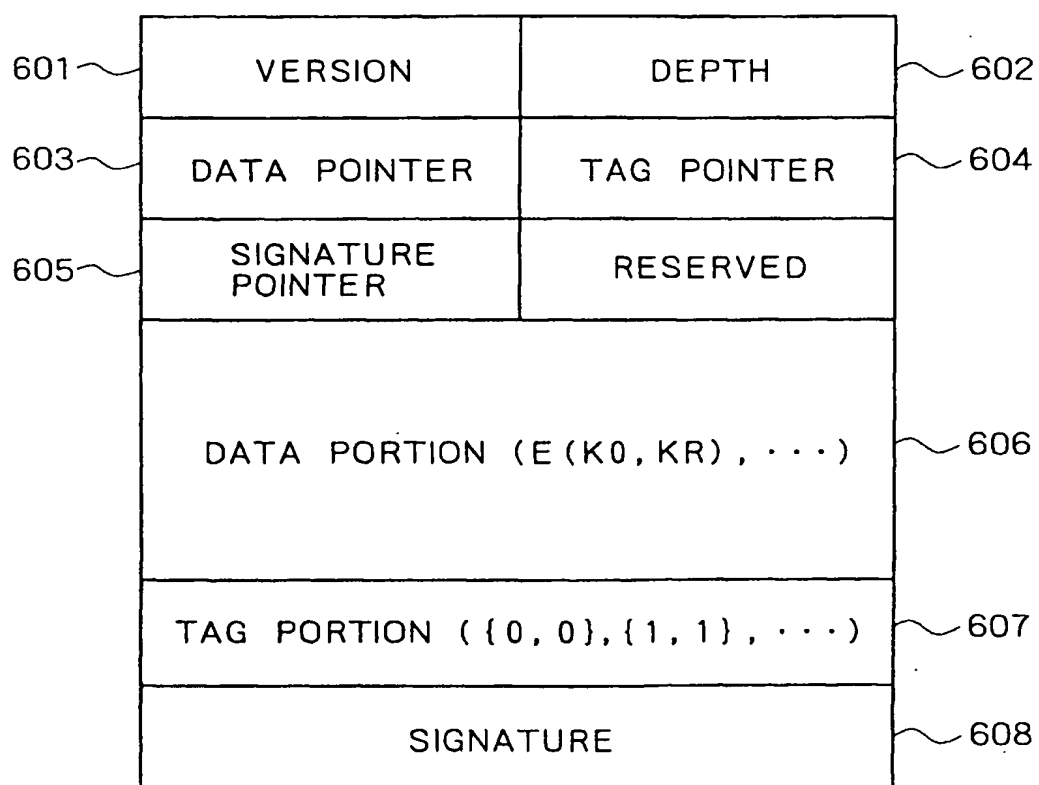 601 VERSION DEPTH 602
603 DATA POINTER TAG POINTER 604
605 SIGNATURE POINTER RESERVED
DATA PORTION (E(K0, KR), ···) 606
TAG PORTION ({0, 0}, {1, 1}, ···) 607
SIGNATURE 608